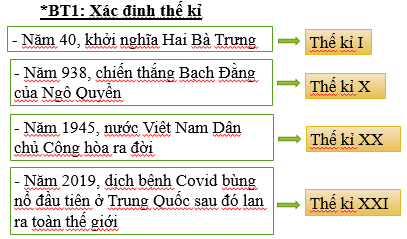 *BT1: Xác định thế kỉ
- Năm 40, khởi nghĩa Hai Bà Trưng
Thế kỉ I
- Năm 938, chiến thắng Bạch Đằng
của Ngô Quyền
Thế kỉ X
- Năm 1945, nước Việt Nam Dân
chủ Công hòa ra đời
Thế kỉ XX
- Năm 2019, dịch bệnh Covid bùng
nổ đầu tiên ở Trung Quốc sau đó lan
ra toàn thế giới
Thế kỉ XXI